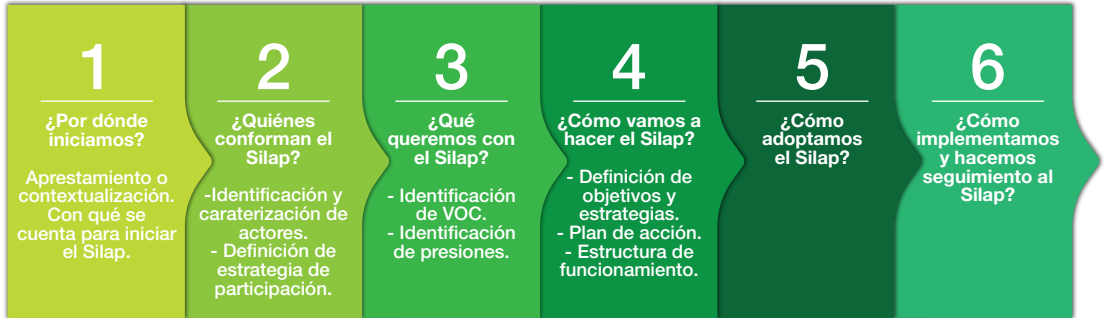 1
¿Por dónde
iniciamos?
Aprestamiento o
contextualización.
Con qué se
cuenta para iniciar
el Silap.
2
¿Quiénes
conforman el
Silap?
-Identificación y
caraterización de
actores.
- Definición de
estrategia de
participación.
3
¿Qué
queremos con
el Silap?
- Identificación
de VOC.
- Identificación
de presiones.
4
¿Cómo vamos a
hacer el Silap?
- Definición de
objetivos y
estrategias.
- Plan de acción.
- Estructura de
funcionamiento.
5
¿Cómo
adoptamos
el Silap?
6
¿Cómo
implementamos
y hacemos
seguimiento al
Silap?